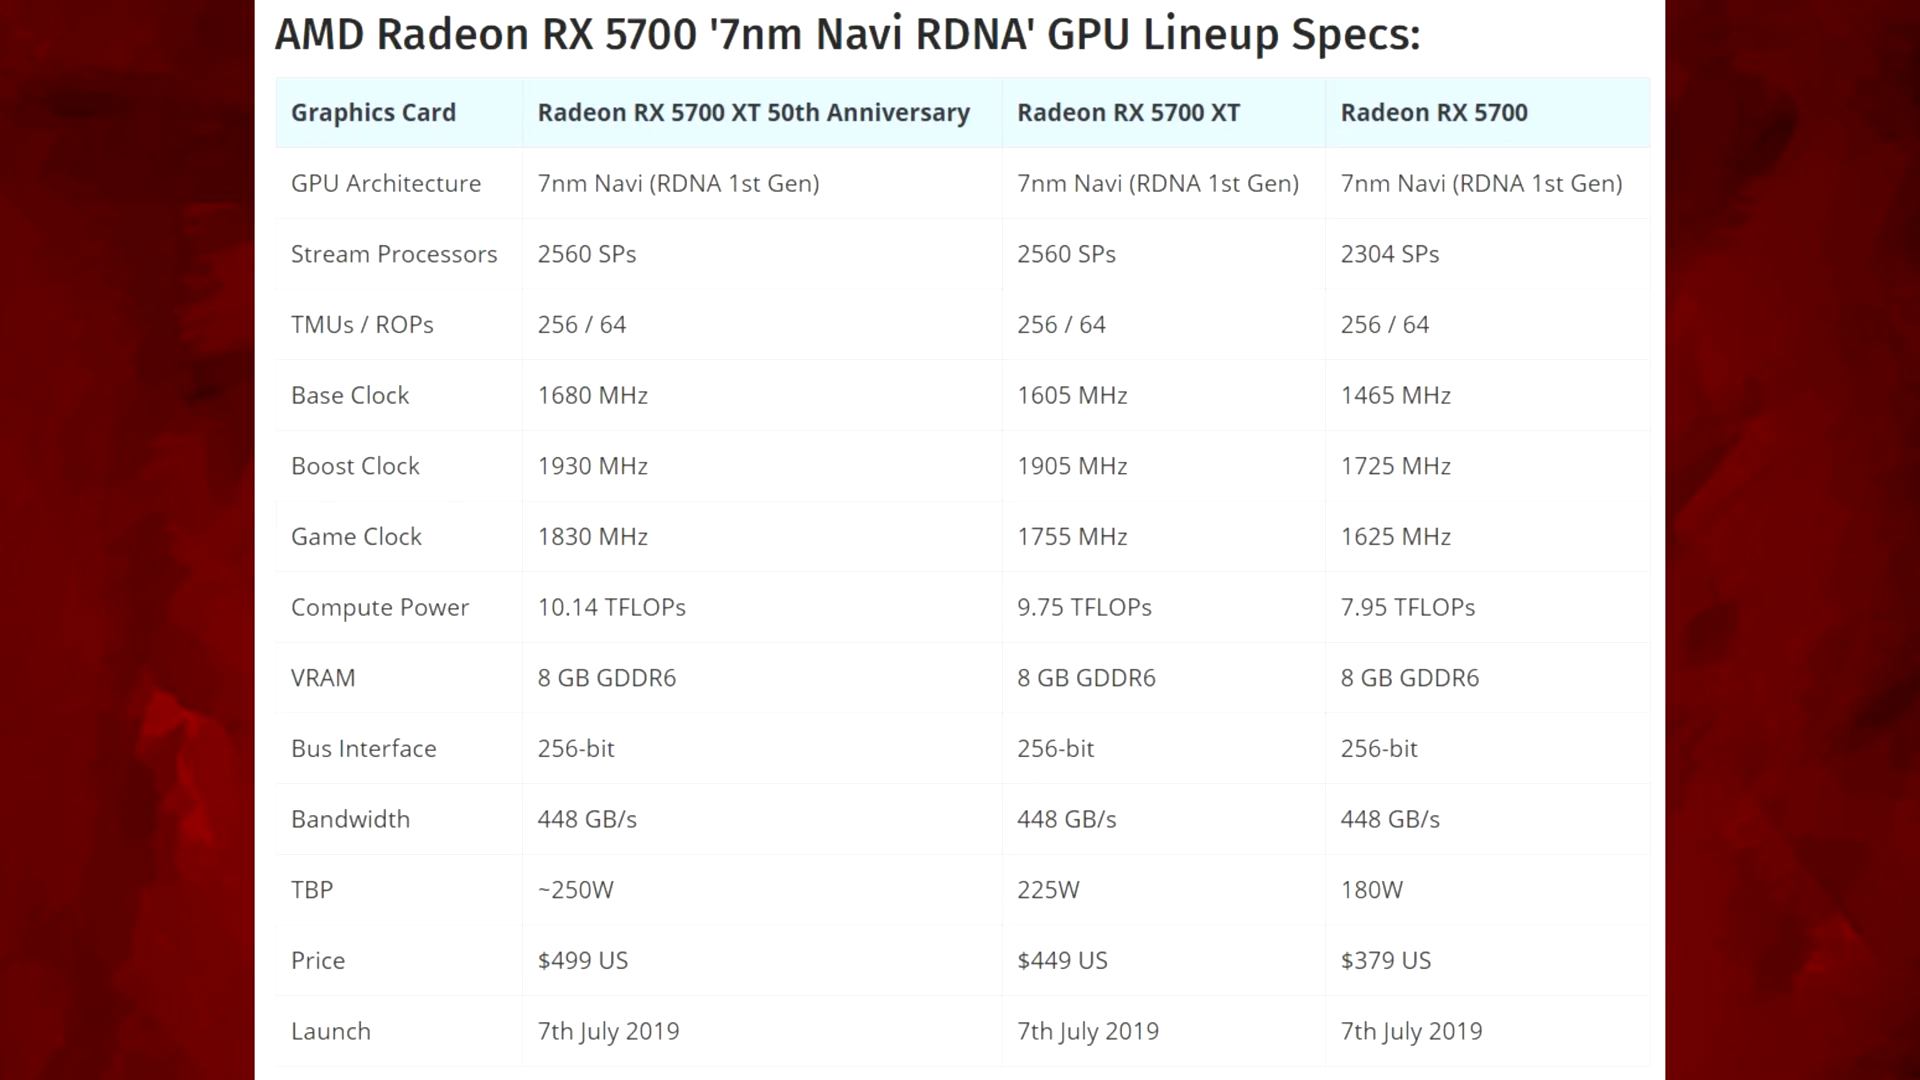 AMD Radeon RX 5700 '7nm Navi RDNA' GPU Lineup Specs:
Graphics Card Radeon RX 5700 XT 50th Anniversary Radeon RX 5700 XT Radeon RX 5700
GPU Architecture 7nm Navi (RDNA 1st Gen) 7nm Navi (RDNA 1st Gen) 7nm Navi (RDNA 1st Gen)
Stream Processors 2560 SPs 2560 SPs 2304 SPs
TMUs / ROPs 256 / 64 256 / 64 256 / 64
Base Clock 1680 MHz 1605 MHz 1465 MHz
Boost Clock 1930 MHz 1905 MHz 1725 MHz
Game Clock 1830 MHz 1755 MHz 1625 MHz
Compute Power 10.14 TFLOPs 9.75 TFLOPs 7.95 TFLOPs
VRAM 8 GB GDDR6 8 GB GDDR6 8 GB GDDR6
Bus Interface 256-bit 256-bit 256-bit
Bandwidth 448 GB/s 448 GB/s 448 GB/s
TBP ~250W 225W 180W
Price $499 US $449 US $379 US
Launch 7th July 2019 7th July 2019 7th July 2019